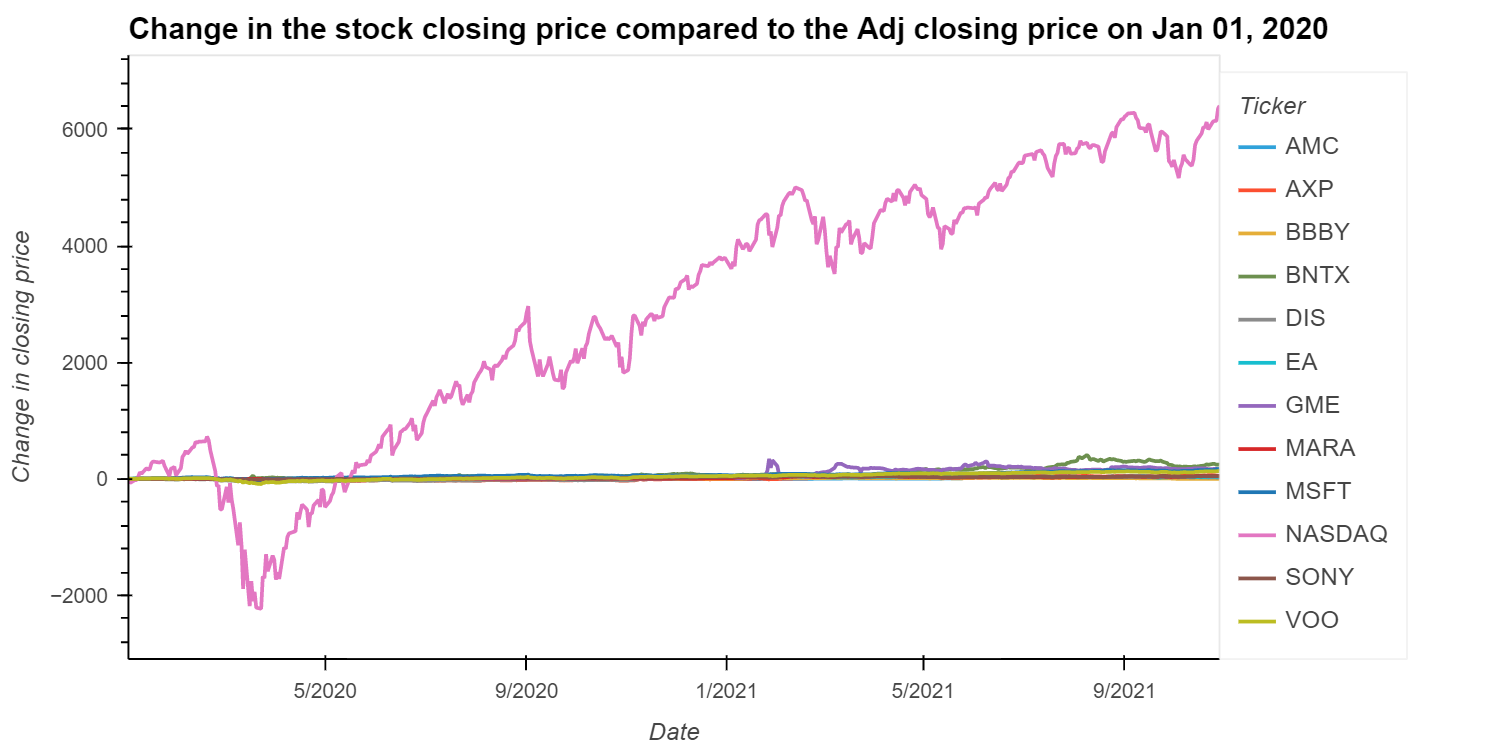 Change in the stock closing price compared to the Adj closing price on Jan 01, 2020
Change in closing price
6000
4000
2000
0
−2000
5/2020
9/2020
1/2021
5/2021
9/2021
Date
Ticker
AMC
AXP
BBBY
BNTX
DIS
EA
GME
MARA
MSFT
NASDAQ
SONY
VOO